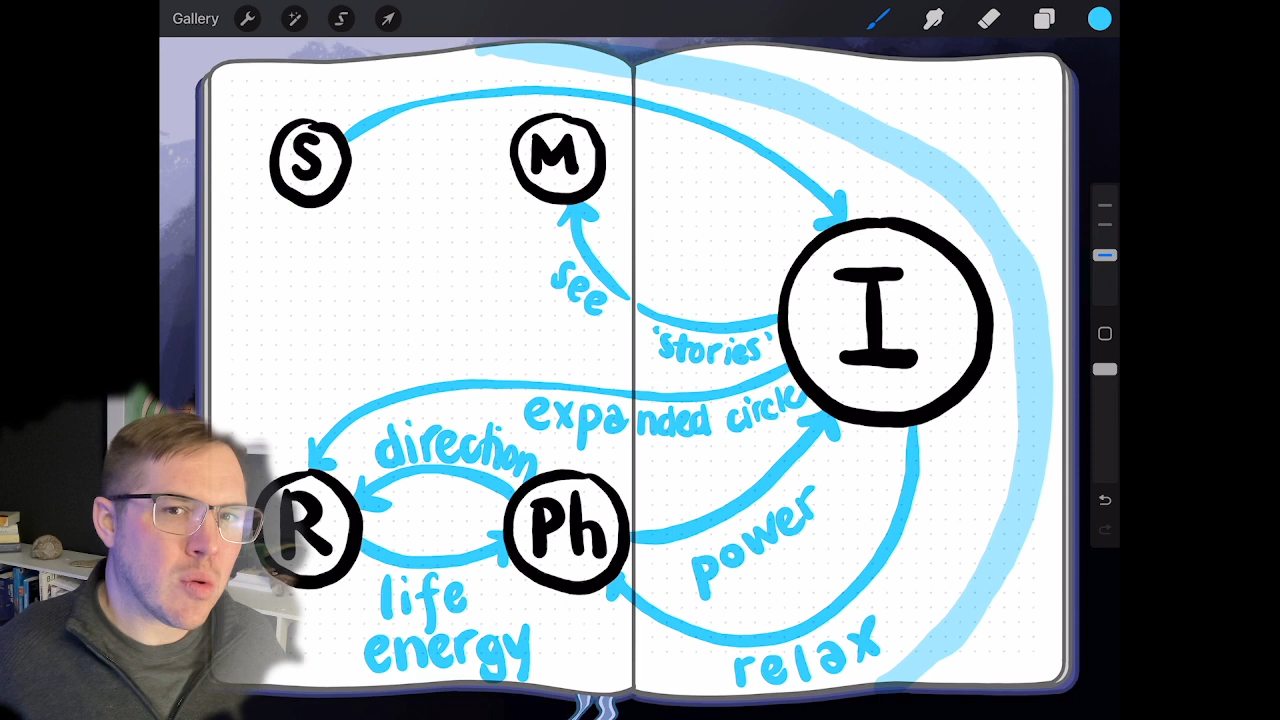 Gallery
S
M
I
see
'stories'
expanded circle
direction
R
Ph
power
life
energy
relax